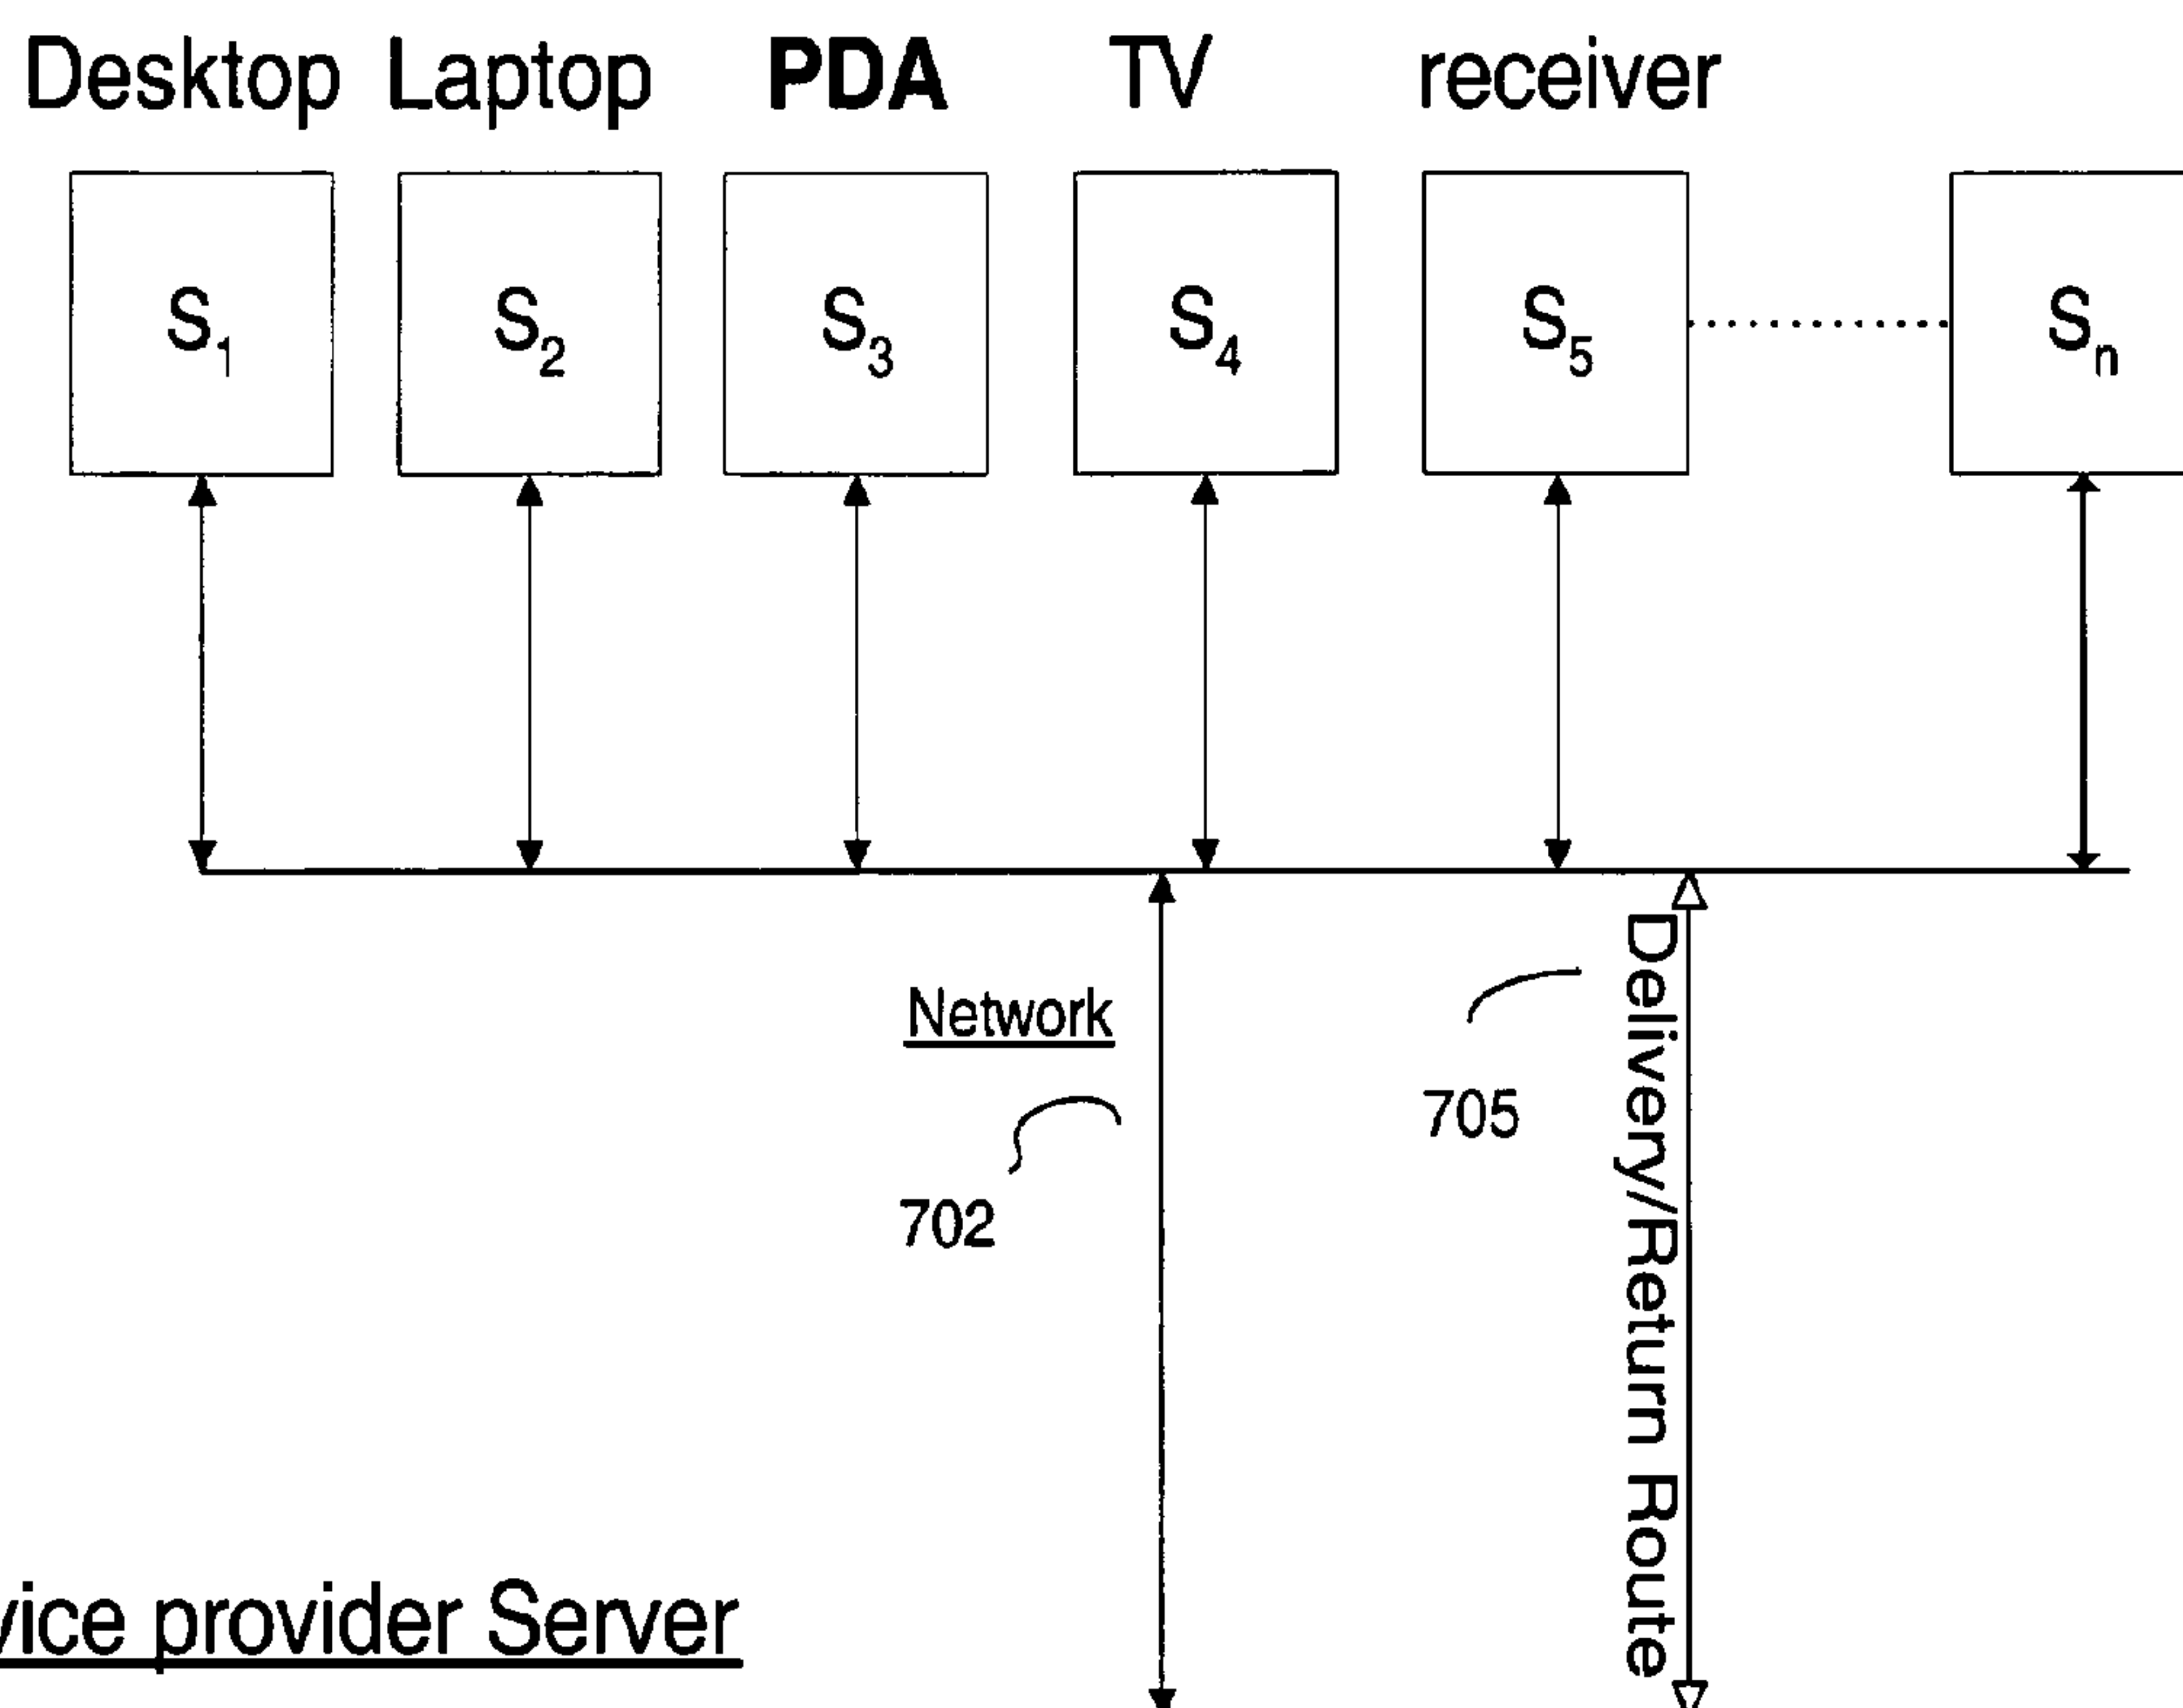 Desktop Laptop PDA TV receiver
S1 S2 S3 S4 S5 Sn
Network
702
705
Delivery/Return Route
vice provider Server